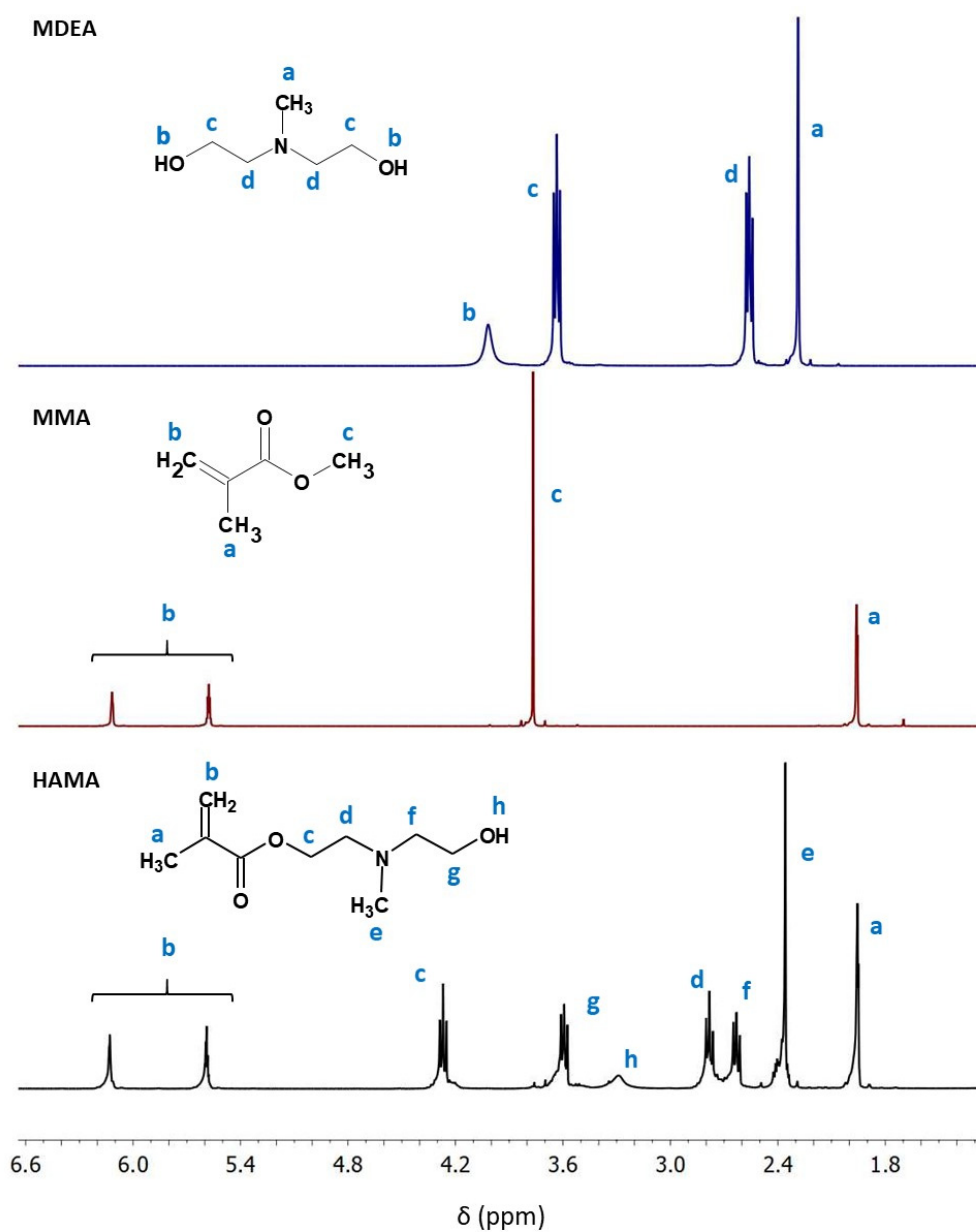 MDEA
a
CH3
b c c b
HO N OH
d d
b c d a
MMA
b O c
H2C O CH3
CH3
a
b c a
HAMA
b
CH2 d f h
a O c OH
H3C N g
O H3C
e
b c g h d f e a
6.6 6.0 5.4 4.8 4.2 3.6 3.0 2.4 1.8
δ (ppm)